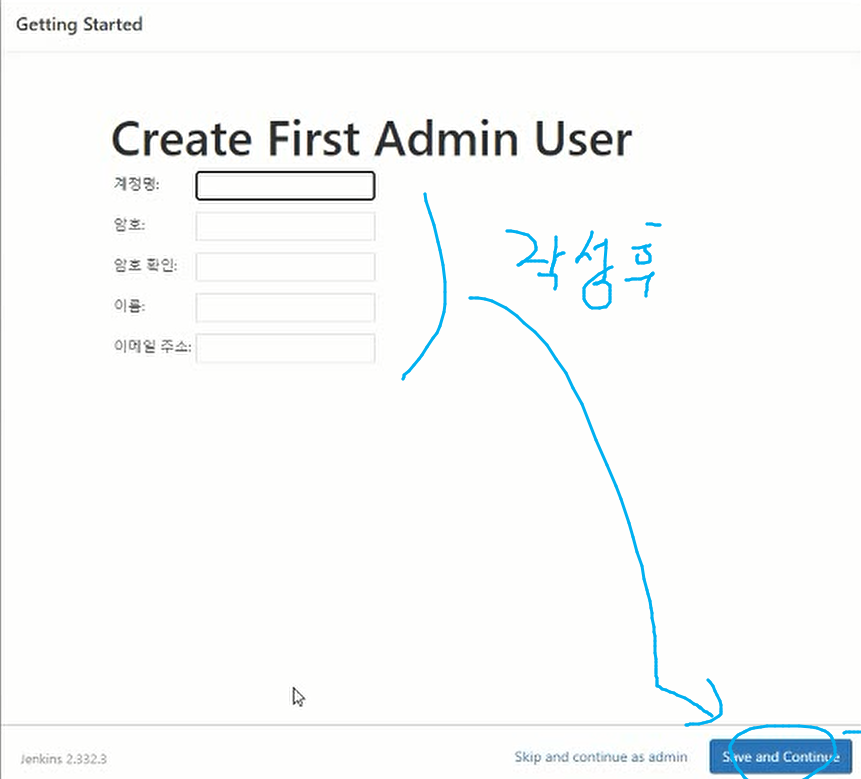 Getting Started
Create First Admin User
계정명:
암호:
암호 확인:
이름:
이메일 주소:
작성 후
Jenkins 2.332.3
Skip and continue as admin
Save and Continue